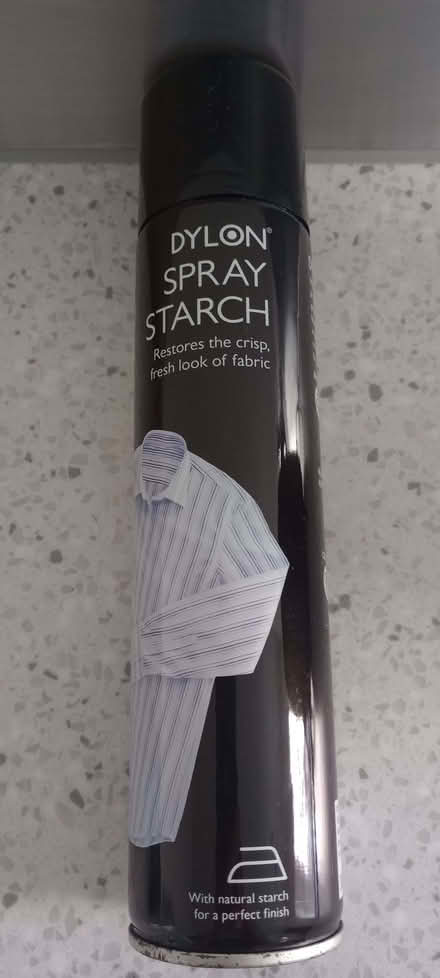 DYLON®
SPRAY
STARCH
Restores the crisp,
fresh look of fabric
With natural starch
for a perfect finish